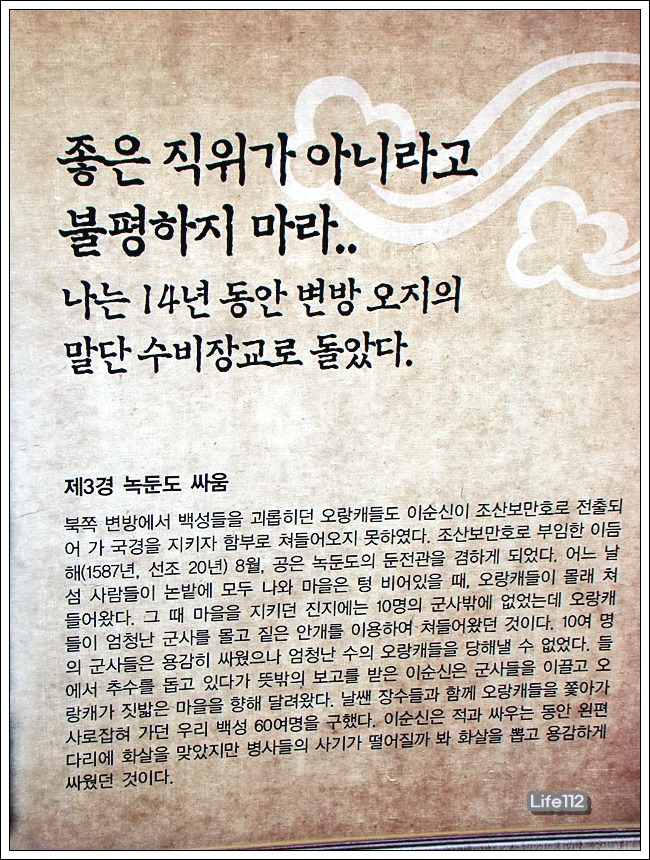 좋은 직위가 아니라고
불평하지 마라..
나는 14년 동안 변방 오지의
말단 수비장교로 돌았다.
제3경 녹둔도 싸움
북쪽 변방에서 백성들을 괴롭히던 오랑캐들도 이순신이 조산보만호로 전출되
어 가 국경을 지키자 함부로 쳐들어오지 못하였다. 조산보만호로 부임한 이듬
해(1587년, 선조 20년) 8월, 공은 녹둔도의 둔전관을 겸하게 되었다. 어느 날
섬 사람들이 논밭에 모두 나와 마을은 텅 비어있을 때, 오랑캐들이 몰래 쳐
들어왔다. 그 때 마을을 지키던 진지에는 10명의 군사밖에 없었는데 오랑캐
들이 엄청난 군사를 몰고 짙은 안개를 이용하여 쳐들어왔던 것이다. 10여 명
의 군사들은 용감히 싸웠으나 엄청난 수의 오랑캐들을 당해낼 수 없었다. 들
에서 추수를 돕고 있다가 뜻밖의 보고를 받은 이순신은 군사들을 이끌고 오
랑캐가 짓밟은 마을을 향해 달려왔다. 날쌘 장수들과 함께 오랑캐들을 쫓아가
사로잡혀 가던 우리 백성 60여명을 구했다. 이순신은 적과 싸우는 동안 왼편
다리에 화살을 맞았지만 병사들의 사기가 떨어질까 봐 화살을 뽑고 용감하게
싸웠던 것이다.
Life112